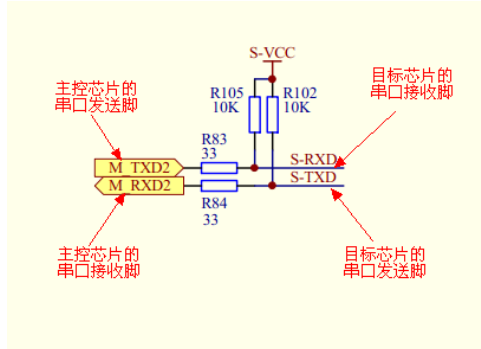 S-VCC
主控芯片的
串口发送脚
目标芯片的
串口接收脚
R105
10K
R102
10K
R83
33
M_TXD2
S-RXD
M_RXD2
S-TXD
R84
33
主控芯片的
串口接收脚
目标芯片的
串口发送脚